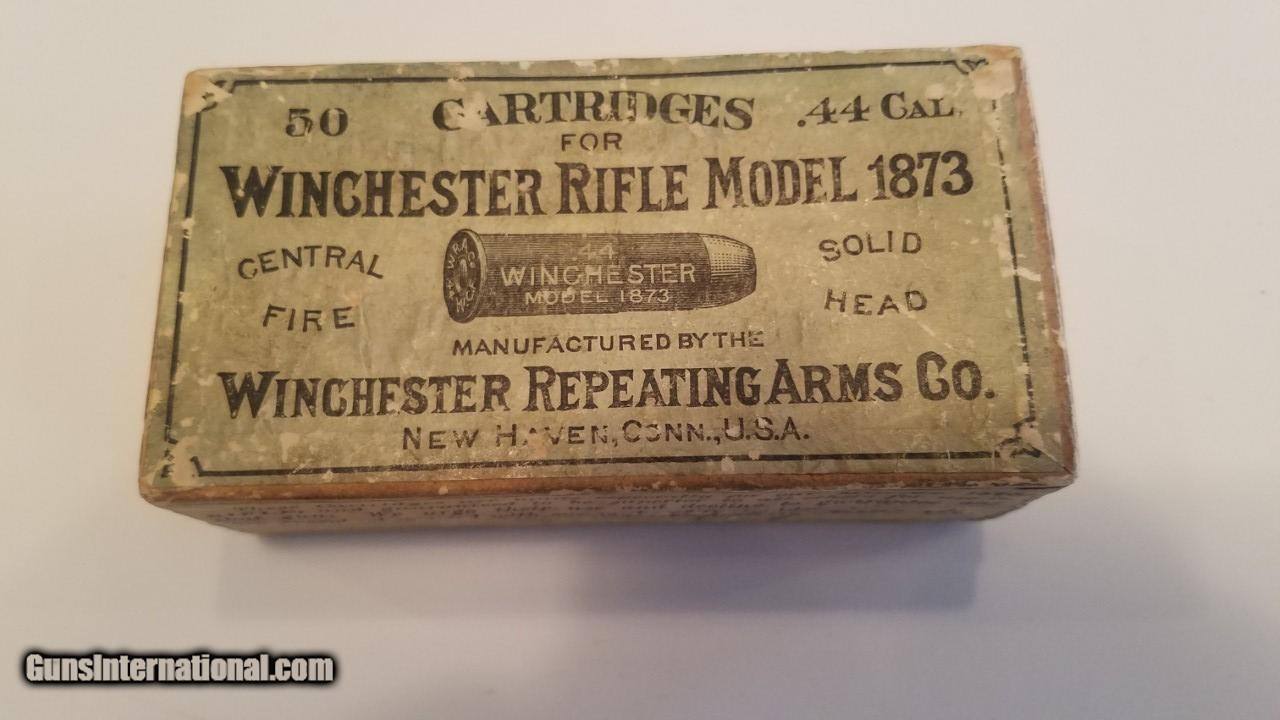 50 CARTRIDGES .44 CAL.
FOR
WINCHESTER RIFLE MODEL 1873
CENTRAL FIRE
44
WINCHESTER
MODEL 1873
W.R.A.
SOLID HEAD
MANUFACTURED BY THE
WINCHESTER REPEATING ARMS CO.
NEW HAVEN, CONN., U.S.A.
GunsInternational.com